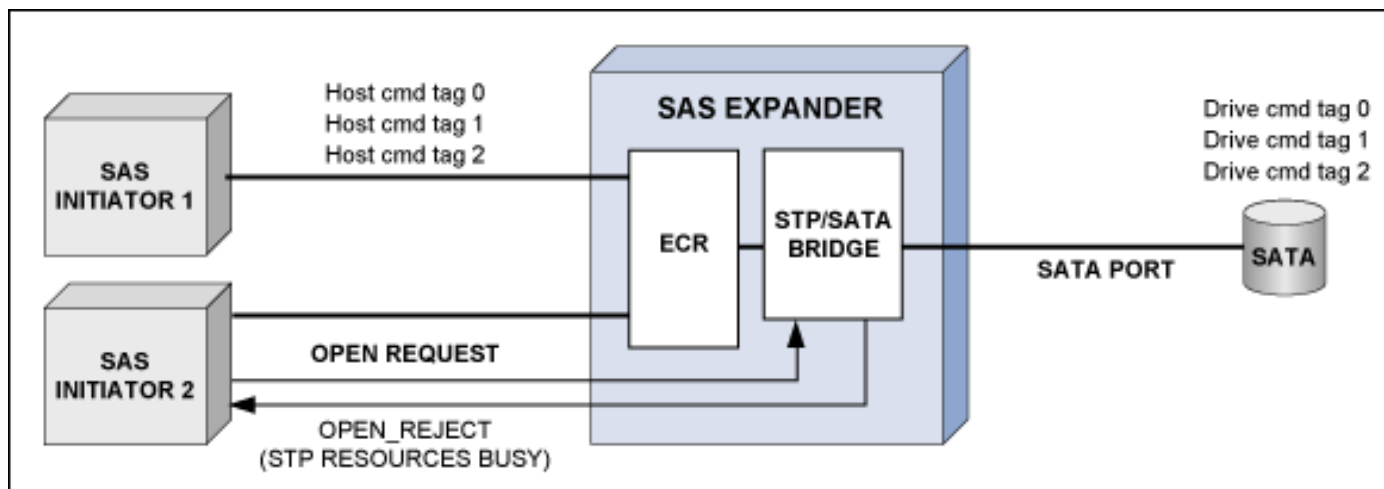 Host cmd tag 0
Host cmd tag 1
Host cmd tag 2
SAS EXPANDER
Drive cmd tag 0
Drive cmd tag 1
Drive cmd tag 2
SAS
INITIATOR 1
ECR
STP/SATA
BRIDGE
SATA PORT
SATA
SAS
INITIATOR 2
OPEN REQUEST
OPEN_REJECT
(STP RESOURCES BUSY)